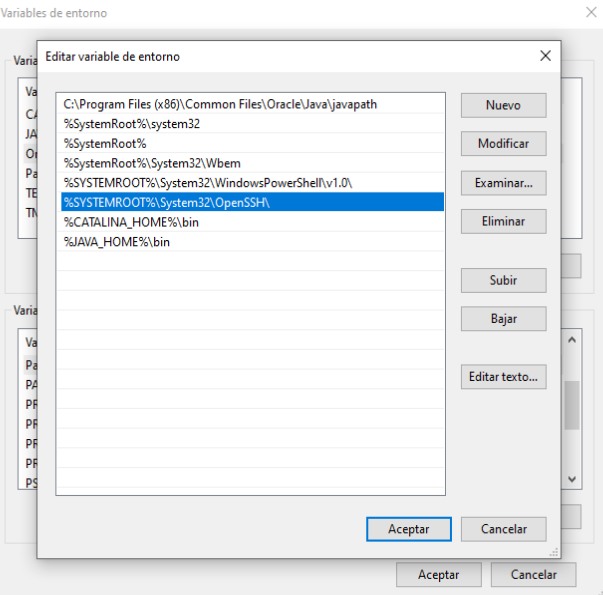 Variables de entorno
Editar variable de entorno
Varia
Va
CA
JA
Or
Pa
TE
TN
C:\Program Files (x86)\Common Files\Oracle\Java\javapath
%SystemRoot%\system32
%SystemRoot%
%SystemRoot%\System32\Wbem
%SYSTEMROOT%\System32\WindowsPowerShell\v1.0\
%SYSTEMROOT%\System32\OpenSSH\
%CATALINA_HOME%\bin
%JAVA_HOME%\bin
Nuevo
Modificar
Examinar...
Eliminar
Subir
Bajar
Editar texto...
Varia
Va
Pa
PA
PR
PR
PR
PR
PS
Aceptar
Cancelar
Aceptar
Cancelar